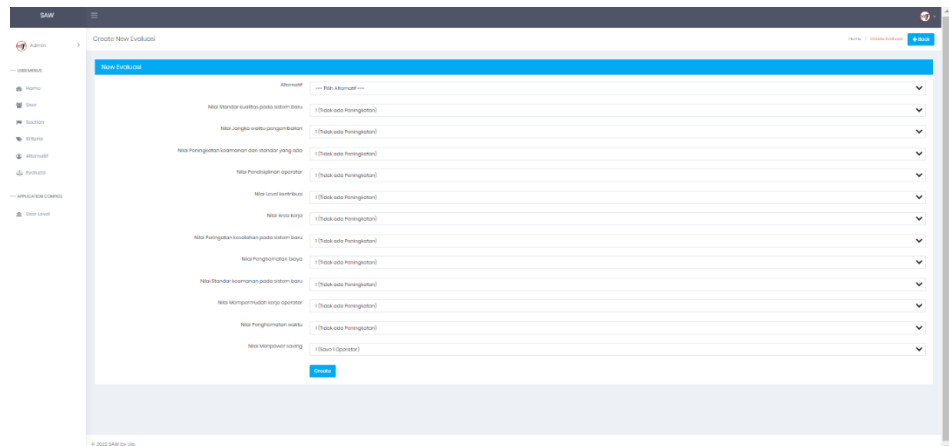 SAW
Admin
Create New Evaluasi
Home
Create Evaluasi
Back
New Evaluasi
Home
User
Section
Kriteria
Alternatif
Evaluasi
User Level
Alternatif
--- Pilih Alternatif ---
Nilai Standar kualitas pada sistem baru
1 (Tidak ada Peningkatan)
Nilai Jangka waktu pengembalian
1 (Tidak ada Peningkatan)
Nilai Peningkatan keamanan dari standar yang ada
1 (Tidak ada Peningkatan)
Nilai Pendisiplinan operator
1 (Tidak ada Peningkatan)
Nilai Level kontribusi
1 (Tidak ada Peningkatan)
Nilai Area kerja
1 (Tidak ada Peningkatan)
Nilai Peringatan kesalahan pada sistem baru
1 (Tidak ada Peningkatan)
Nilai Penghematan biaya
1 (Tidak ada Peningkatan)
Nilai Standar keamanan pada sistem baru
1 (Tidak ada Peningkatan)
Nilai Mempermudah kerja operator
1 (Tidak ada Peningkatan)
Nilai Penghematan waktu
1 (Tidak ada Peningkatan)
Nilai Manpower saving
1 (Save 1 Operator)
Create
© 2022 SAW